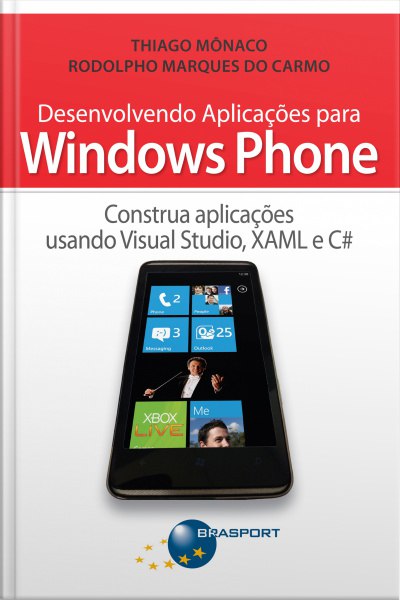 THIAGO MÔNACO
RODOLPHO MARQUES DO CARMO
Desenvolvendo Aplicações para
Windows Phone
Construa aplicações
usando Visual Studio, XAML e C#
2
Phone
People
3
Messaging
25
Outlook
XBOX
LIVE
Me
BRASPORT